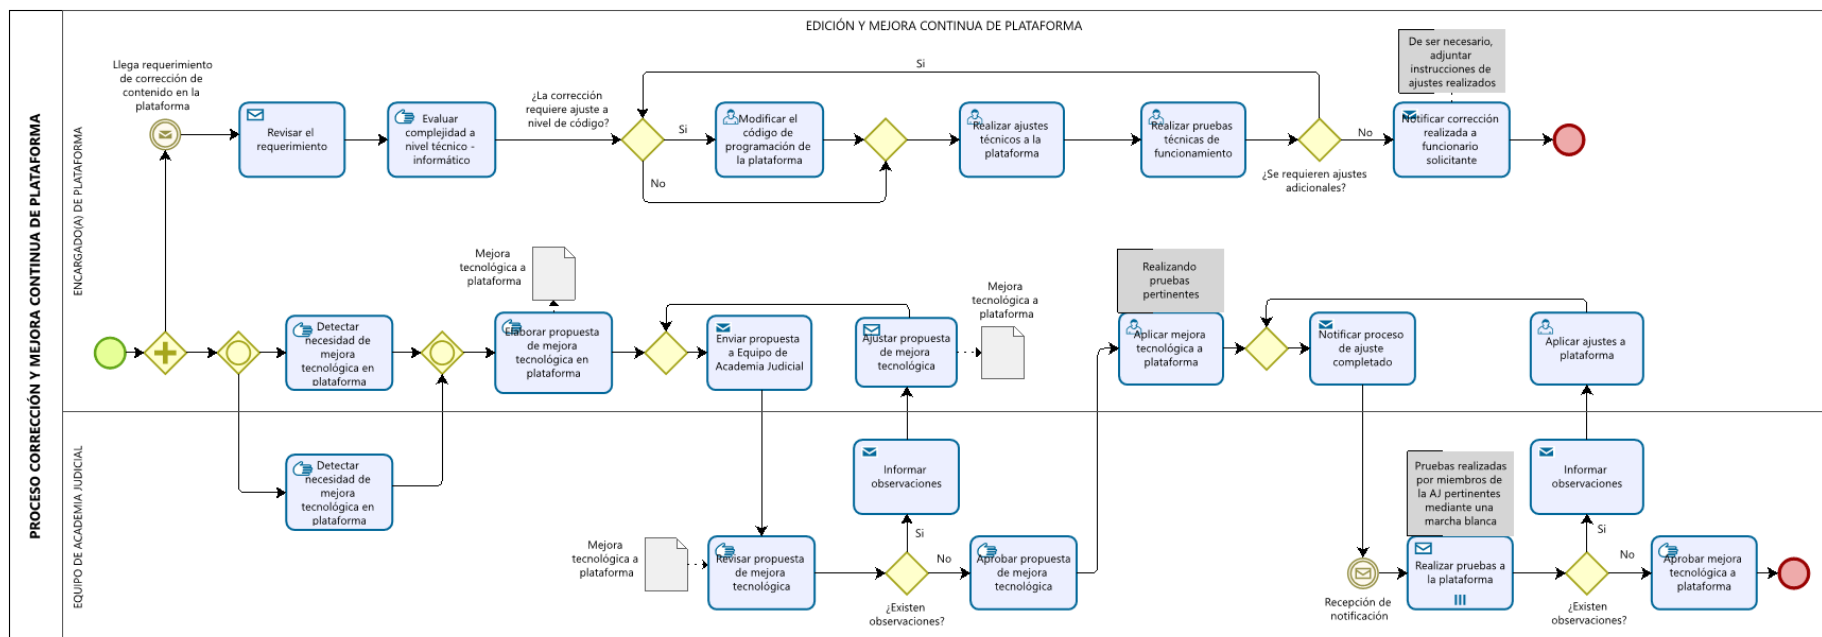 PROCESO CORRECCIÓN Y MEJORA CONTINUA DE PLATAFORMA
EDICIÓN Y MEJORA CONTINUA DE PLATAFORMA
ENCARGADO(A) DE PLATAFORMA
Llega requerimiento
de corrección de
contenido en la
plataforma
Revisar el
requerimiento
Evaluar
complejidad a
nivel técnico -
informático
¿La corrección
requiere ajuste a
nivel de código?
Si
No
Modificar el
código de
programación de
la plataforma
Realizar ajustes
técnicos a la
plataforma
Realizar pruebas
técnicas de
funcionamiento
Si
¿Se requieren ajustes
adicionales?
No
De ser necesario,
adjuntar
instrucciones de
ajustes realizados
Notificar corrección
realizada a
funcionario
solicitante
Detectar
necesidad de
mejora
tecnológica en
plataforma
Mejora
tecnológica a
plataforma
Elaborar propuesta
de mejora
tecnológica en
plataforma
Enviar propuesta
a Equipo de
Academia Judicial
Ajustar propuesta
de mejora
tecnológica
Mejora
tecnológica a
plataforma
Realizando
pruebas
pertinentes
Aplicar mejora
tecnológica a
plataforma
Notificar proceso
de ajuste
completado
Aplicar ajustes a
plataforma
EQUIPO DE ACADEMIA JUDICIAL
Detectar
necesidad de
mejora
tecnológica en
plataforma
Mejora
tecnológica a
plataforma
Revisar propuesta
de mejora
tecnológica
Informar
observaciones
Si
No
¿Existen
observaciones?
Aprobar propuesta
de mejora
tecnológica
Recepción de
notificación
Pruebas realizadas
por miembros de
la AJ pertinentes
mediante una
marcha blanca
Realizar pruebas
a la plataforma
Informar
observaciones
Si
No
¿Existen
observaciones?
Aprobar mejora
tecnológica a
plataforma